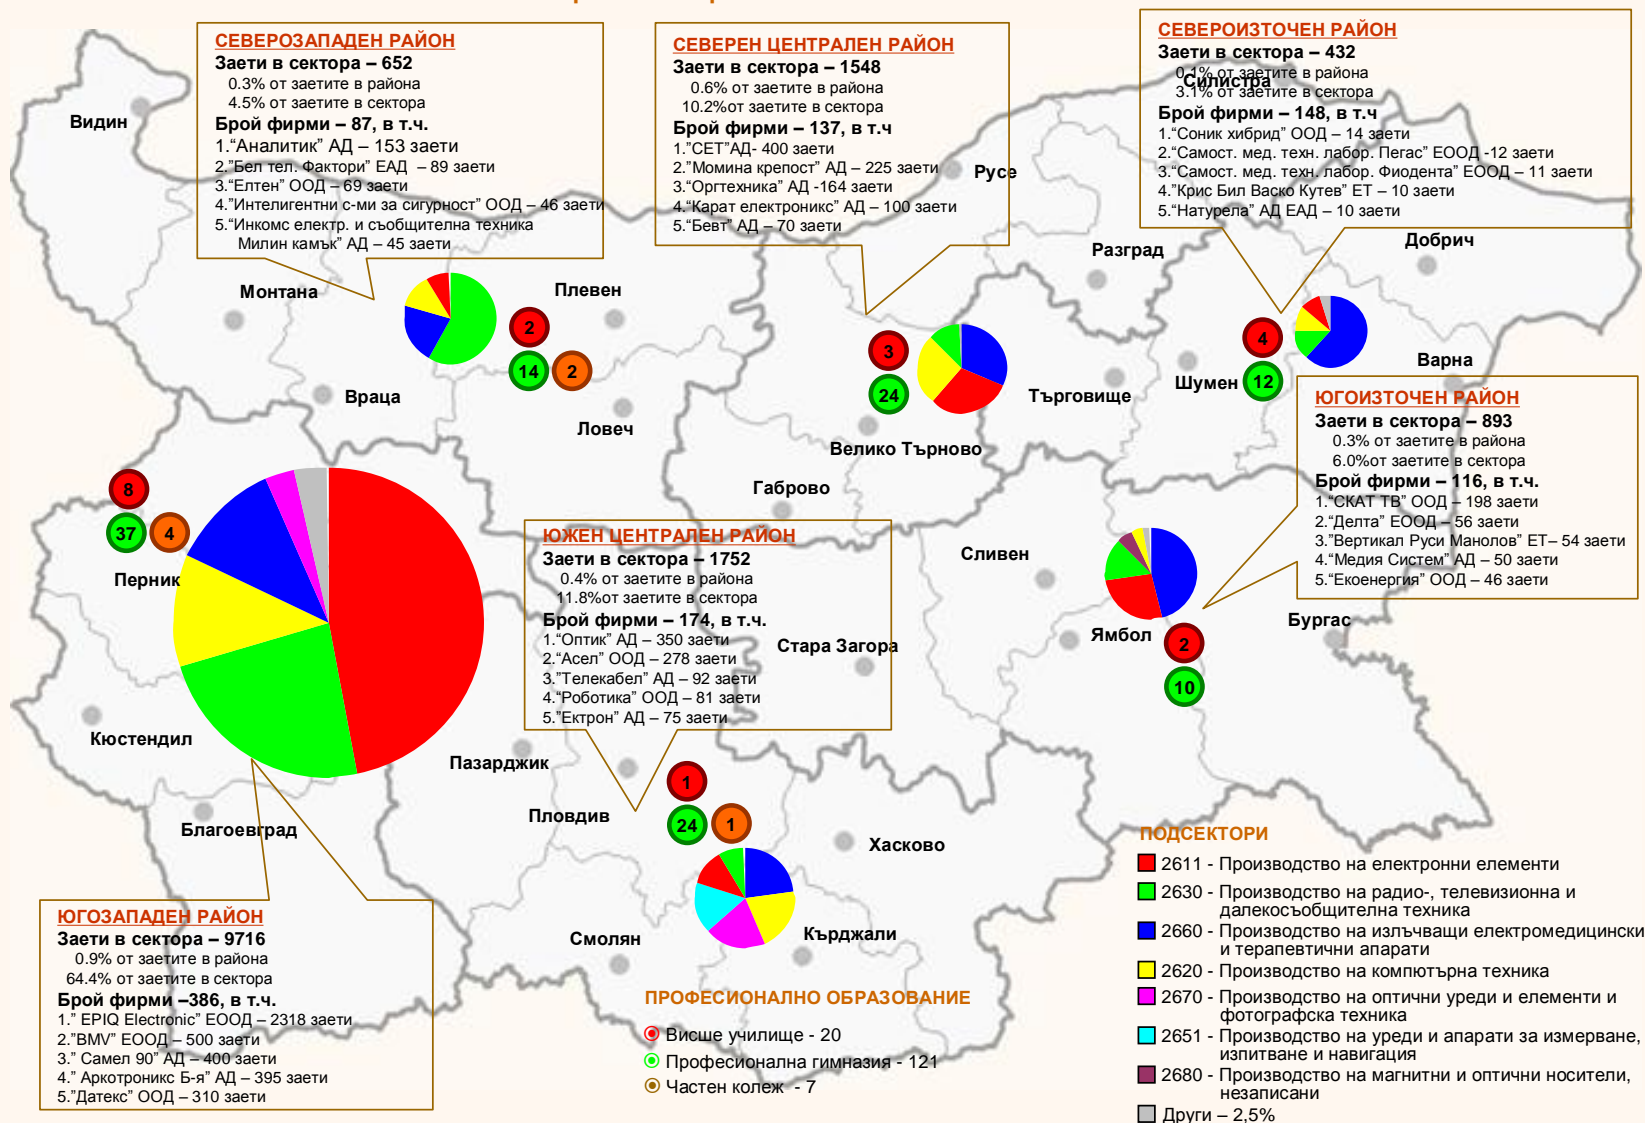 СЕВЕРОЗАПАДЕН РАЙОН
Заети в сектора – 652
0.3% от заетите в района
4.5% от заетите в сектора
Брой фирми – 87, в т.ч.
1."Аналитик" АД – 153 заети
2."Бел тел. Фактори" ЕАД – 89 заети
3."Елтен" ООД – 69 заети
4."Интелигентни с-ми за сигурност" ООД – 46 заети
5."Инкомс електр. и съобщителна техника
Милин камък" АД – 45 заети
СЕВЕРЕН ЦЕНТРАЛЕН РАЙОН
Заети в сектора – 1548
0.6% от заетите в района
10.2%от заетите в сектора
Брой фирми – 137, в т.ч
1."СЕТ"АД- 400 заети
2."Момина крепост" АД – 225 заети
3."Оргтехника" АД -164 заети
4."Карат електроникс" АД – 100 заети
5."Бевт" АД – 70 заети
СЕВЕРОИЗТОЧЕН РАЙОН
Заети в сектора – 432
0.1% от заетите в района
Силистра
3.1% от заетите в сектора
Брой фирми – 148, в т.ч
1."Соник хибрид" ООД – 14 заети
2."Самост. мед. техн. лабор. Пегас" ЕООД -12 заети
3."Самост. мед. техн. лабор. Фиодента" ЕООД – 11 заети
4."Крис Бил Васко Кутев" ЕТ – 10 заети
5."Натурела" АД ЕАД – 10 заети
Видин
Русе
Разград
Добрич
Монтана
Плевен
2
14
2
3
24
4
12
Враца
Ловеч
Търговище
Шумен
Варна
Велико Търново
Габрово
ЮГОИЗТОЧЕН РАЙОН
Заети в сектора – 893
0.3% от заетите в района
6.0%от заетите в сектора
Брой фирми – 116, в т.ч.
1."СКАТ ТВ" ООД – 198 заети
2."Делта" ЕООД – 56 заети
3."Вертикал Руси Манолов" ЕТ– 54 заети
4."Медия Систем" АД – 50 заети
5."Екоенергия" ООД – 46 заети
8
37
4
Перник
ЮЖЕН ЦЕНТРАЛЕН РАЙОН
Заети в сектора – 1752
0.4% от заетите в района
11.8%от заетите в сектора
Брой фирми – 174, в т.ч.
1."Оптик" АД – 350 заети
2."Асел" ООД – 278 заети
3."Телекабел" АД – 92 заети
4."Роботика" ООД – 81 заети
5."Ектрон" АД – 75 заети
Сливен
Стара Загора
Ямбол
Бургас
2
10
Кюстендил
Пазарджик
Пловдив
Благоевград
1
24
1
Хасково
Смолян
Кърджали
ЮГОЗАПАДЕН РАЙОН
Заети в сектора – 9716
0.9% от заетите в района
64.4% от заетите в сектора
Брой фирми –386, в т.ч.
1." EPIQ Electronic" ЕООД – 2318 заети
2."BMV" ЕООД – 500 заети
3." Самел 90" АД – 400 заети
4." Аркотроникс Б-я" АД – 395 заети
5."Датекс" ООД – 310 заети
ПРОФЕСИОНАЛНО ОБРАЗОВАНИЕ
Висше училище - 20
Професионална гимназия - 121
Частен колеж - 7
ПОДСЕКТОРИ
2611 - Производство на електронни елементи
2630 - Производство на радио-, телевизионна и
далекосъобщителна техника
2660 - Производство на излъчващи електромедицински
и терапевтични апарати
2620 - Производство на компютърна техника
2670 - Производство на оптични уреди и елементи и
фотографска техника
2651 - Производство на уреди и апарати за измерване,
изпитване и навигация
2680 - Производство на магнитни и оптични носители,
незаписани
Други – 2,5%